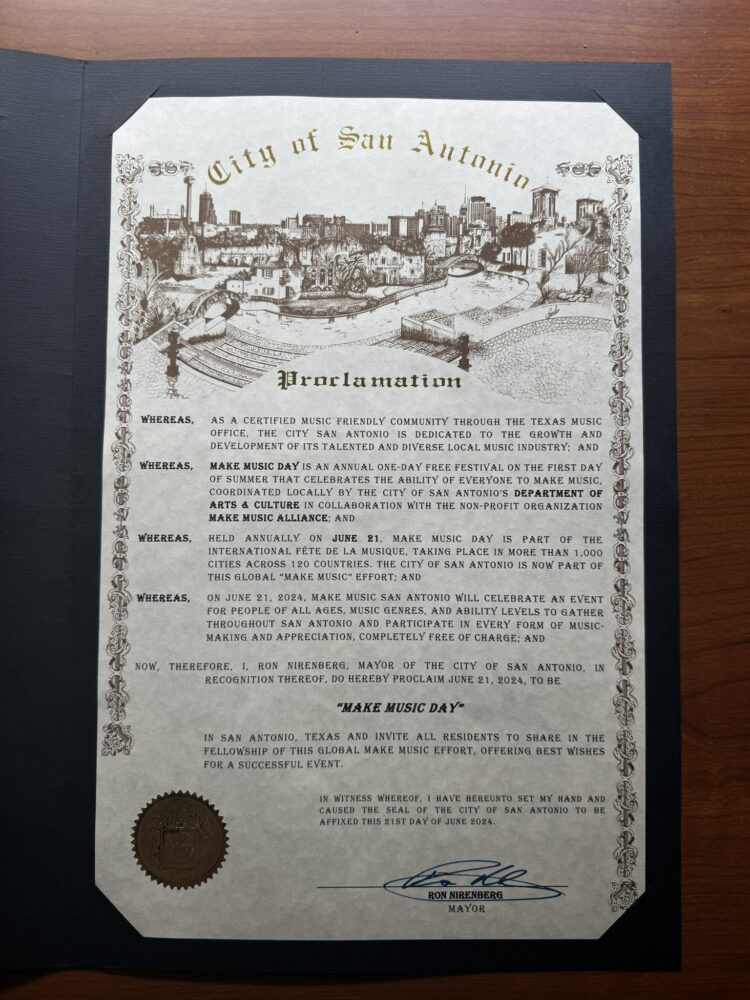 City of San Antonio
Proclamation
WHEREAS, AS A CERTIFIED MUSIC FRIENDLY COMMUNITY THROUGH THE TEXAS MUSIC
OFFICE, THE CITY SAN ANTONIO IS DEDICATED TO THE GROWTH AND
DEVELOPMENT OF ITS TALENTED AND DIVERSE LOCAL MUSIC INDUSTRY; AND
WHEREAS, MAKE MUSIC DAY IS AN ANNUAL ONE-DAY FREE FESTIVAL ON THE FIRST DAY
OF SUMMER THAT CELEBRATES THE ABILITY OF EVERYONE TO MAKE MUSIC,
COORDINATED LOCALLY BY THE CITY OF SAN ANTONIO'S DEPARTMENT OF
ARTS & CULTURE IN COLLABORATION WITH THE NON-PROFIT ORGANIZATION
MAKE MUSIC ALLIANCE; AND
WHEREAS, HELD ANNUALLY ON JUNE 21, MAKE MUSIC DAY IS PART OF THE
INTERNATIONAL FÊTE DE LA MUSIQUE, TAKING PLACE IN MORE THAN 1,000
CITIES ACROSS 120 COUNTRIES. THE CITY OF SAN ANTONIO IS NOW PART OF
THIS GLOBAL "MAKE MUSIC" EFFORT; AND
WHEREAS, ON JUNE 21, 2024, MAKE MUSIC SAN ANTONIO WILL CELEBRATE AN EVENT
FOR PEOPLE OF ALL AGES, MUSIC GENRES, AND ABILITY LEVELS TO GATHER
THROUGHOUT SAN ANTONIO AND PARTICIPATE IN EVERY FORM OF MUSIC-
MAKING AND APPRECIATION, COMPLETELY FREE OF CHARGE; AND
NOW, THEREFORE, I, RON NIRENBERG, MAYOR OF THE CITY OF SAN ANTONIO, IN
RECOGNITION THEREOF, DO HEREBY PROCLAIM JUNE 21, 2024, TO BE
"MAKE MUSIC DAY"
IN SAN ANTONIO, TEXAS AND INVITE ALL RESIDENTS TO SHARE IN THE
FELLOWSHIP OF THIS GLOBAL MAKE MUSIC EFFORT, OFFERING BEST WISHES
FOR A SUCCESSFUL EVENT.
IN WITNESS WHEREOF, I HAVE HEREUNTO SET MY HAND AND
CAUSED THE SEAL OF THE CITY OF SAN ANTONIO TO BE
AFFIXED THIS 21ST DAY OF JUNE 2024.
RON NIRENBERG
MAYOR